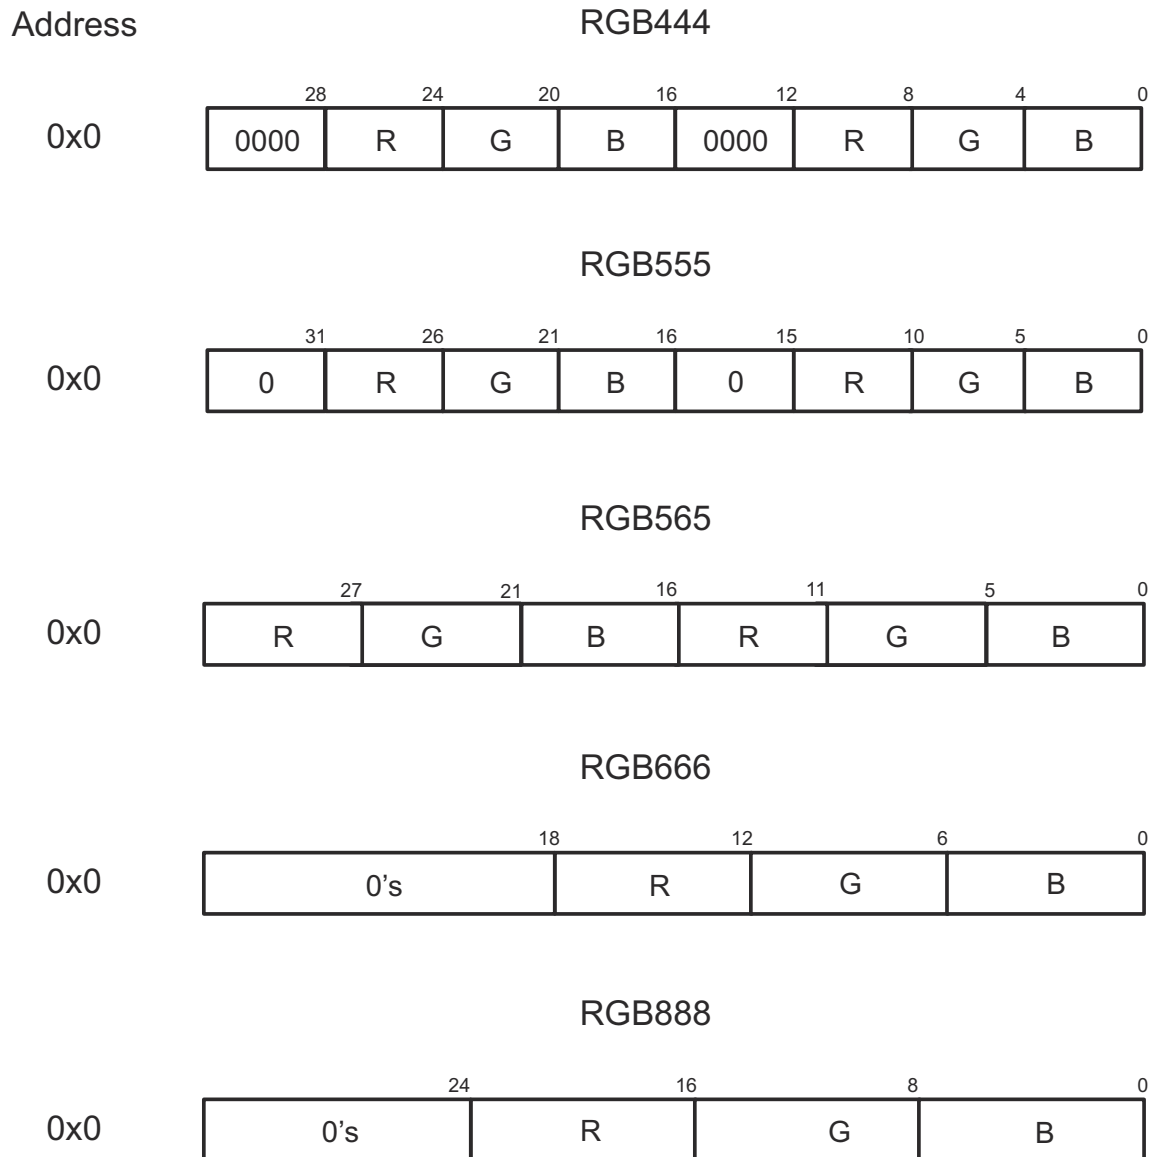 Address RGB444
28 24 20 16 12 8 4 0
0x0 0000 R G B 0000 R G B
RGB555
31 26 21 16 15 10 5 0
0x0 0 R G B 0 R G B
RGB565
27 21 16 11 5 0
0x0 R G B R G B
RGB666
18 12 6 0
0x0 0’s R G B
RGB888
24 16 8 0
0x0 0’s R G B